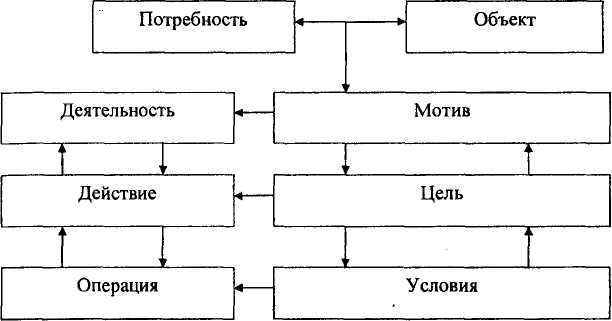 Потребность
Объект
Деятельность
Мотив
Действие
Цель
Операция
Условия